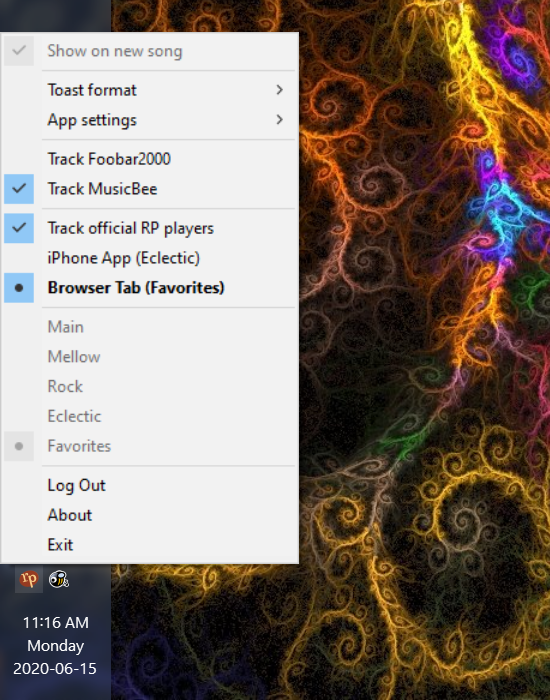 Show on new song
Toast format
App settings
Track Foobar2000
Track MusicBee
Track official RP players
iPhone App (Eclectic)
Browser Tab (Favorites)
Main
Mellow
Rock
Eclectic
Favorites
Log Out
About
Exit
rp
11:16 AM
Monday
2020-06-15